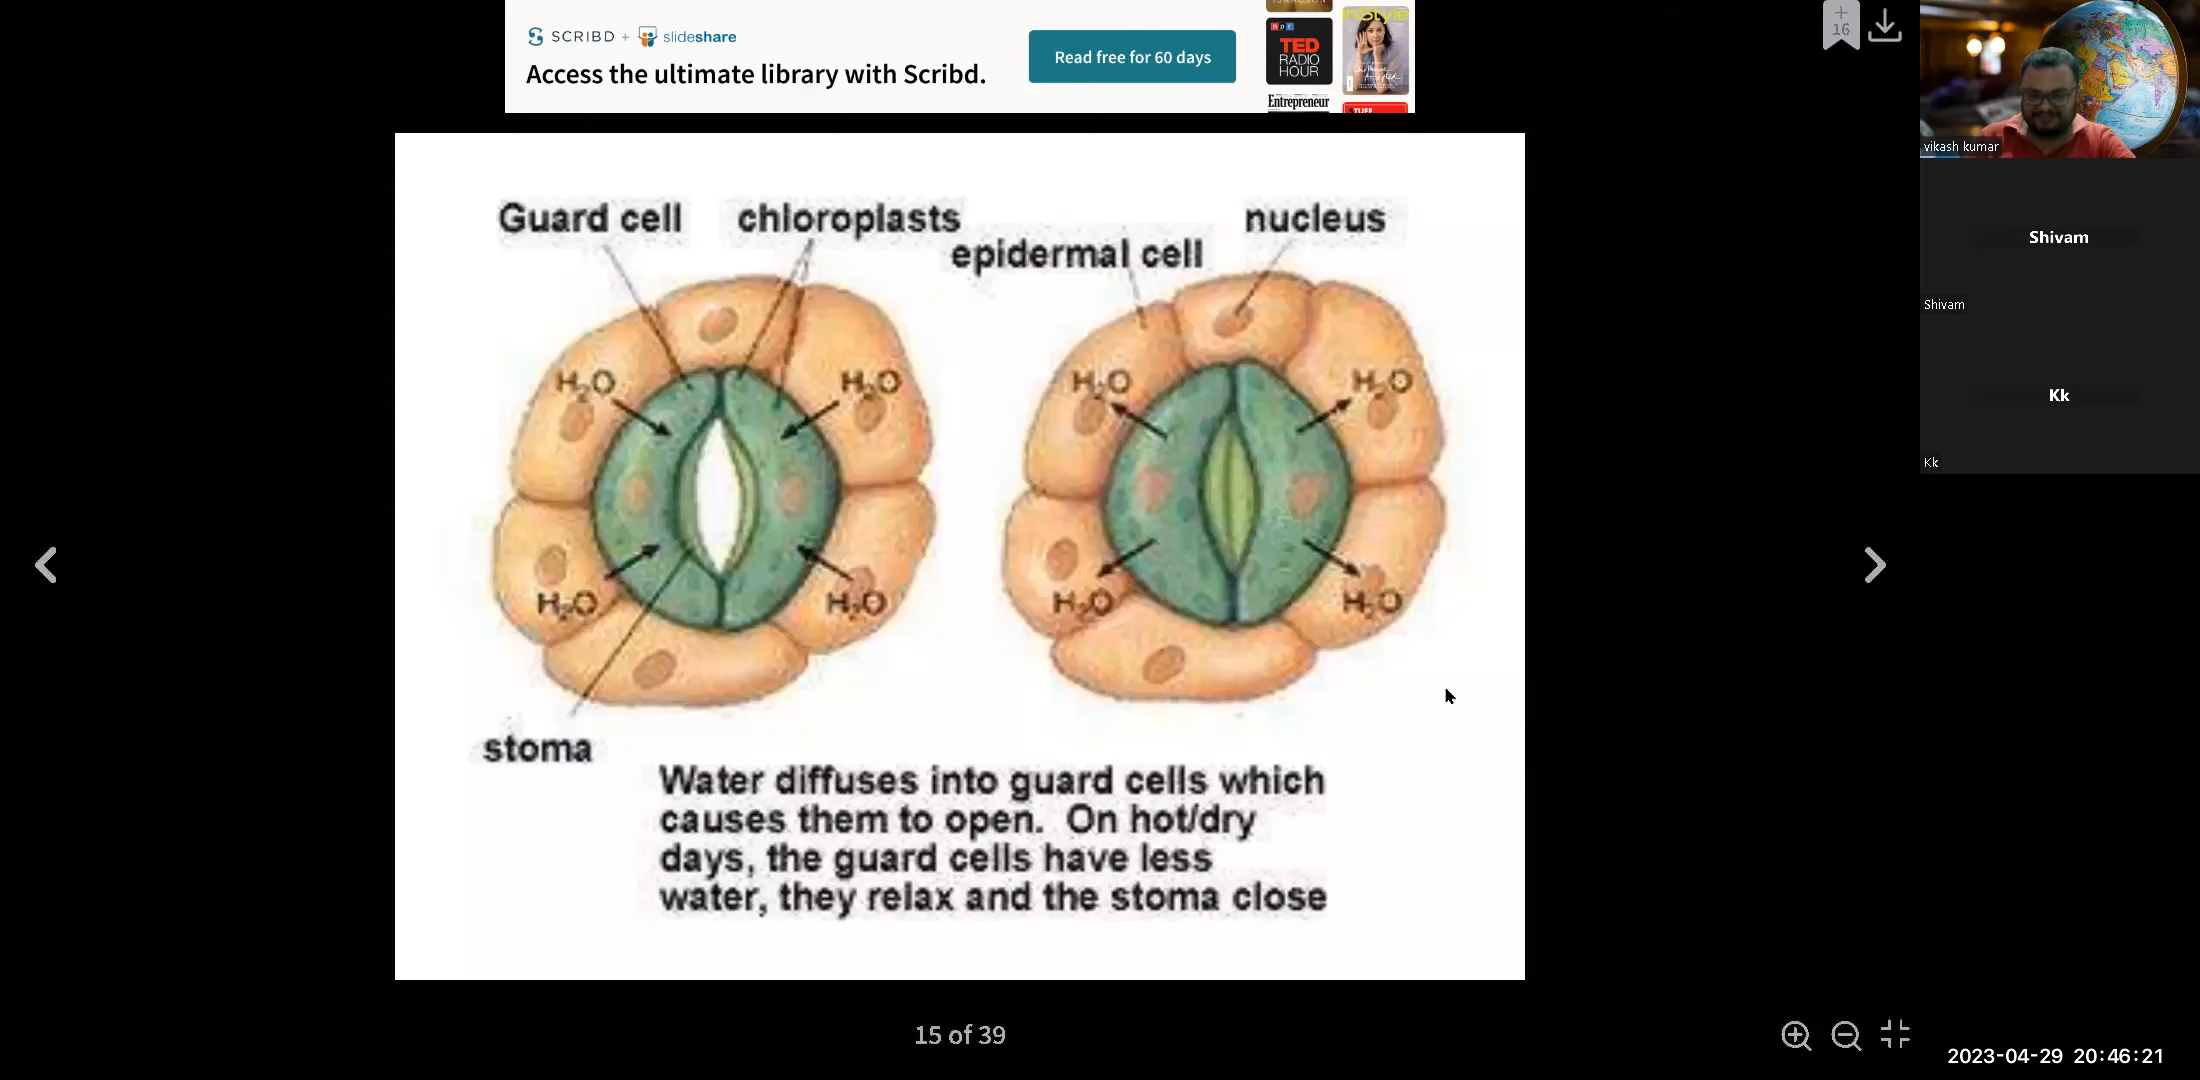 SCRIBD + slideshare
Access the ultimate library with Scribd.
Read free for 60 days
npr
TED
RADIO
HOUR
InStyle
Entrepreneur
16
vikash kumar
Shivam
Shivam
Kk
Kk
Guard cell
chloroplasts
epidermal cell
nucleus
H2O
H2O
H2O
H2O
H2O
H2O
H2O
H2O
stoma
Water diffuses into guard cells which
causes them to open. On hot/dry
days, the guard cells have less
water, they relax and the stoma close
15 of 39
2023-04-29 20:46:21